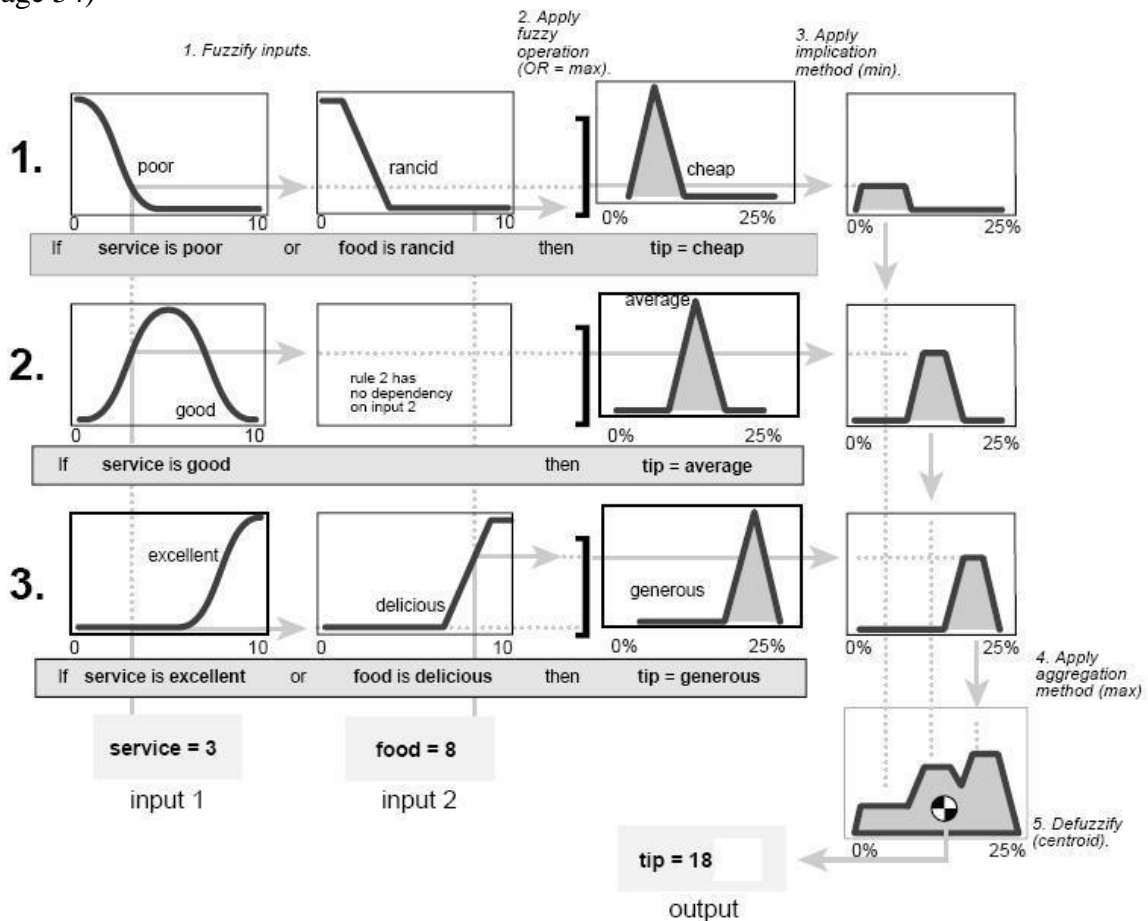 age 54)
1. Fuzzify inputs.
2. Apply
fuzzy
operation
(OR = max).
3. Apply
implication
method (min).
1.
poor
0 10
rancid
0 10
cheap
0% 25%
0% 25%
If service is poor or food is rancid then tip = cheap
2.
good
0 10
rule 2 has
no dependency
on input 2
average
0% 25%
0% 25%
If service is good then tip = average
3.
excellent
0 10
delicious
0 10
generous
0% 25%
0% 25%
If service is excellent or food is delicious then tip = generous
4. Apply
aggregation
method (max)
service = 3
input 1
food = 8
input 2
0% 25%
5. Defuzzify
(centroid).
tip = 18
output